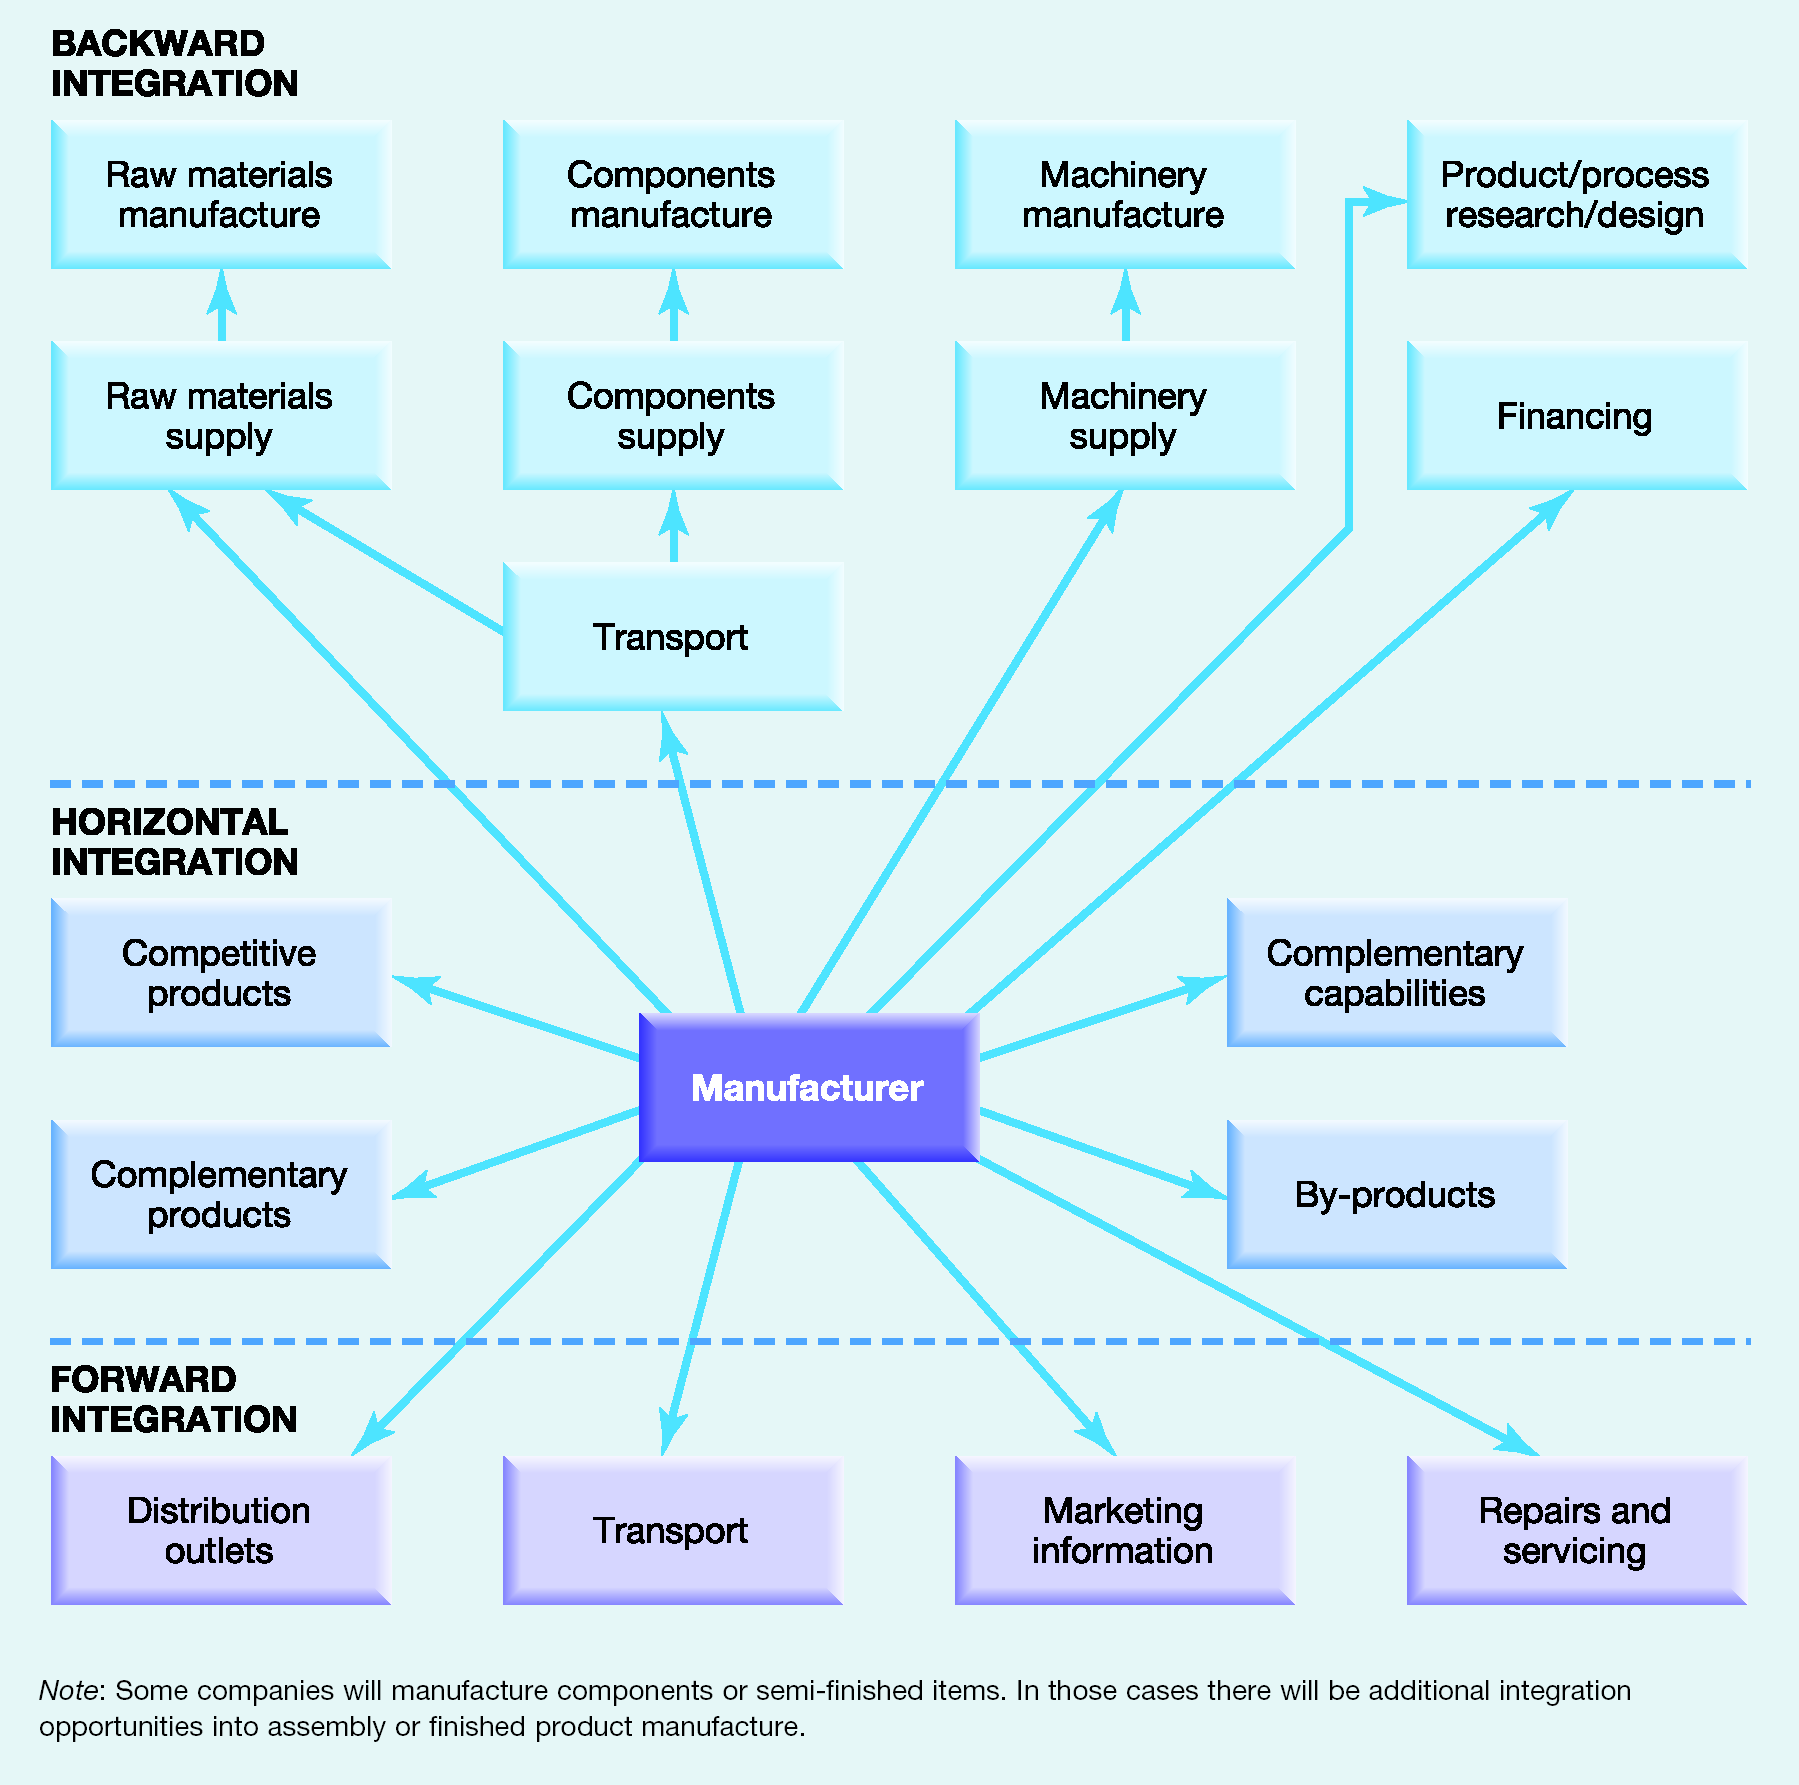 BACKWARD
INTEGRATION
Raw materials
manufacture
Components
manufacture
Machinery
manufacture
Product/process
research/design
Raw materials
supply
Components
supply
Machinery
supply
Financing
Transport
HORIZONTAL
INTEGRATION
Competitive
products
Complementary
capabilities
Manufacturer
Complementary
products
By-products
FORWARD
INTEGRATION
Distribution
outlets
Transport
Marketing
information
Repairs and
servicing
Note: Some companies will manufacture components or semi-finished items. In those cases there will be additional integration
opportunities into assembly or finished product manufacture.